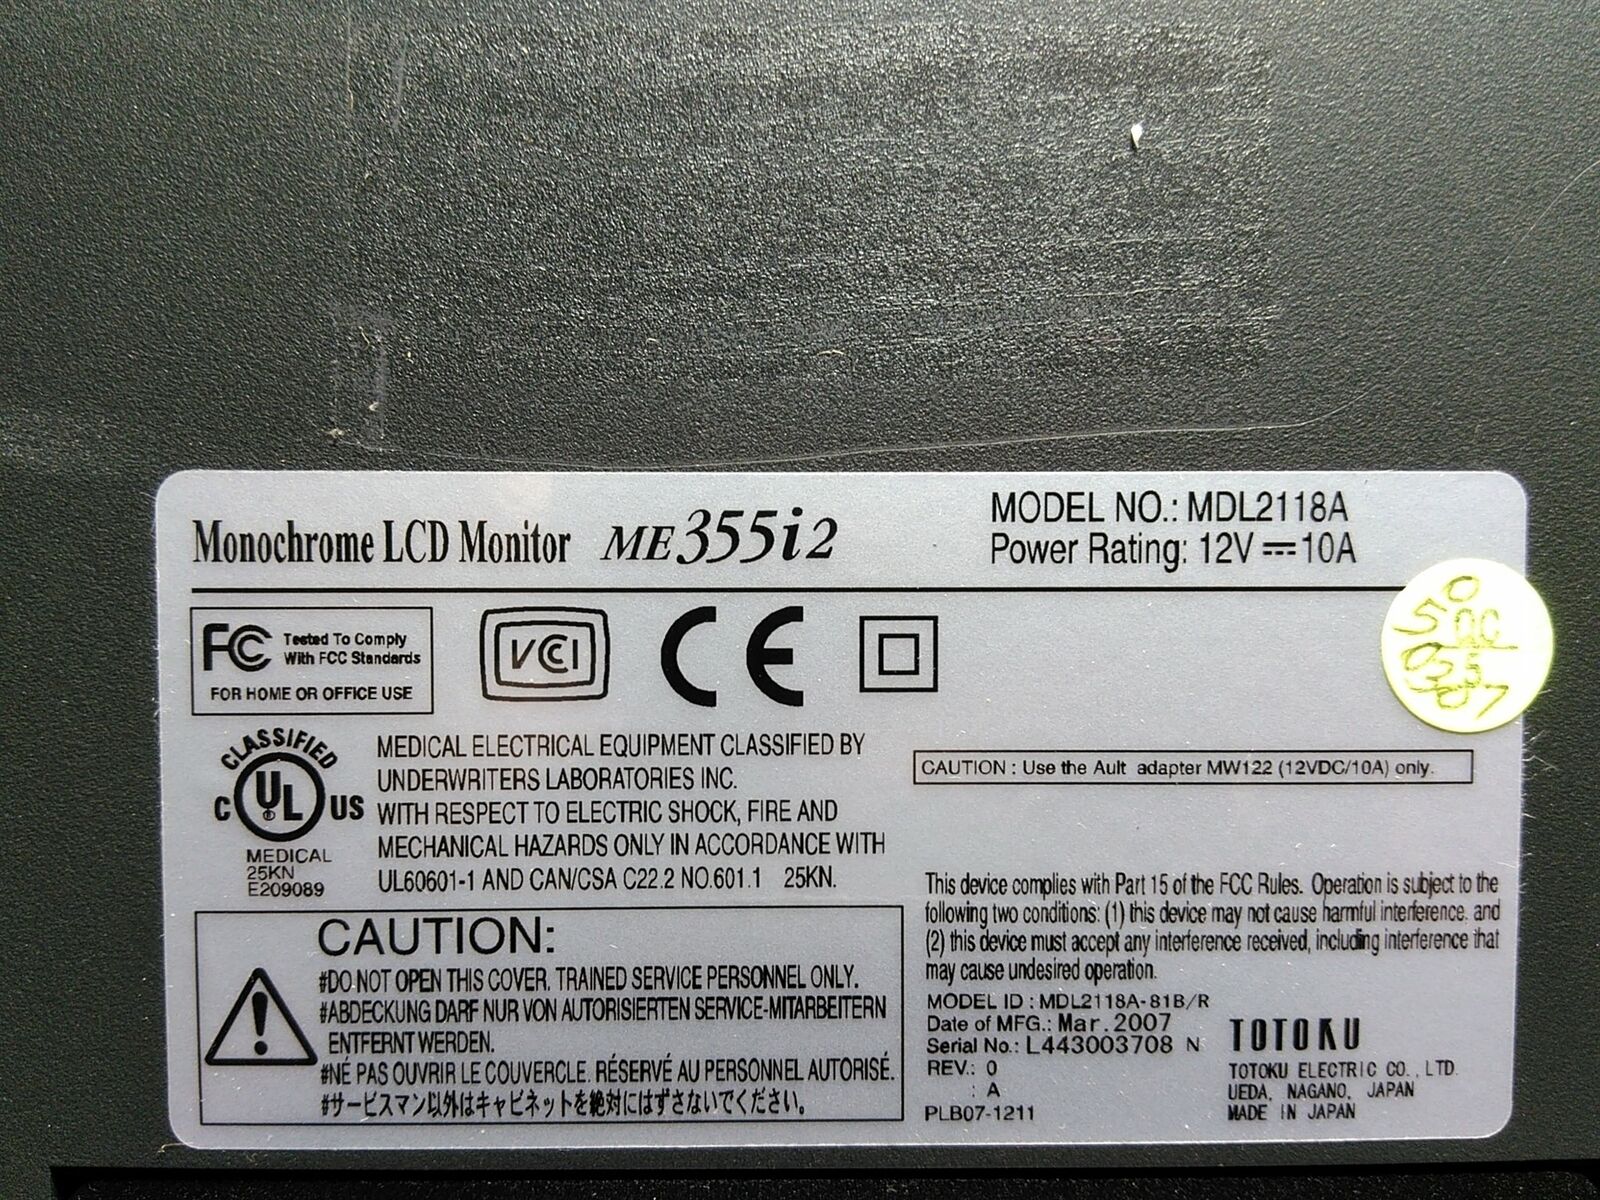 Monochrome LCD Monitor ME355i2
MODEL NO.: MDL2118A
Power Rating: 12V⎓10A
FC Tested To Comply
With FCC Standards
FOR HOME OR OFFICE USE
VCCI
CE
CLASSIFIED
C UL US
MEDICAL
25KN
E209089
MEDICAL ELECTRICAL EQUIPMENT CLASSIFIED BY
UNDERWRITERS LABORATORIES INC.
WITH RESPECT TO ELECTRIC SHOCK, FIRE AND
MECHANICAL HAZARDS ONLY IN ACCORDANCE WITH
UL60601-1 AND CAN/CSA C22.2 NO.601.1 25KN.
CAUTION : Use the Ault adapter MW122 (12VDC/10A) only.
CAUTION:
#DO NOT OPEN THIS COVER. TRAINED SERVICE PERSONNEL ONLY.
#ABDECKUNG DARF NUR VON AUTORISIERTEN SERVICE-MITARBEITERN
ENTFERNT WERDEN.
#NÉ PAS OUVRIR LE COUVERCLE. RÉSERVÉ AU PERSONNEL AUTORISÉ.
#サービスマン以外はキャビネットを絶対にはずさないでください。
This device complies with Part 15 of the FCC Rules. Operation is subject to the
following two conditions: (1) this device may not cause harmful interference. and
(2) this device must accept any interference received, including interference that
may cause undesired operation.
MODEL ID : MDL2118A-81B/R
Date of MFG.: Mar. 2007
Serial No.: L443003708 N
REV.: 0
: A
PLB07-1211
TOTOKU
TOTOKU ELECTRIC CO., LTD.
UEDA, NAGANO, JAPAN
MADE IN JAPAN